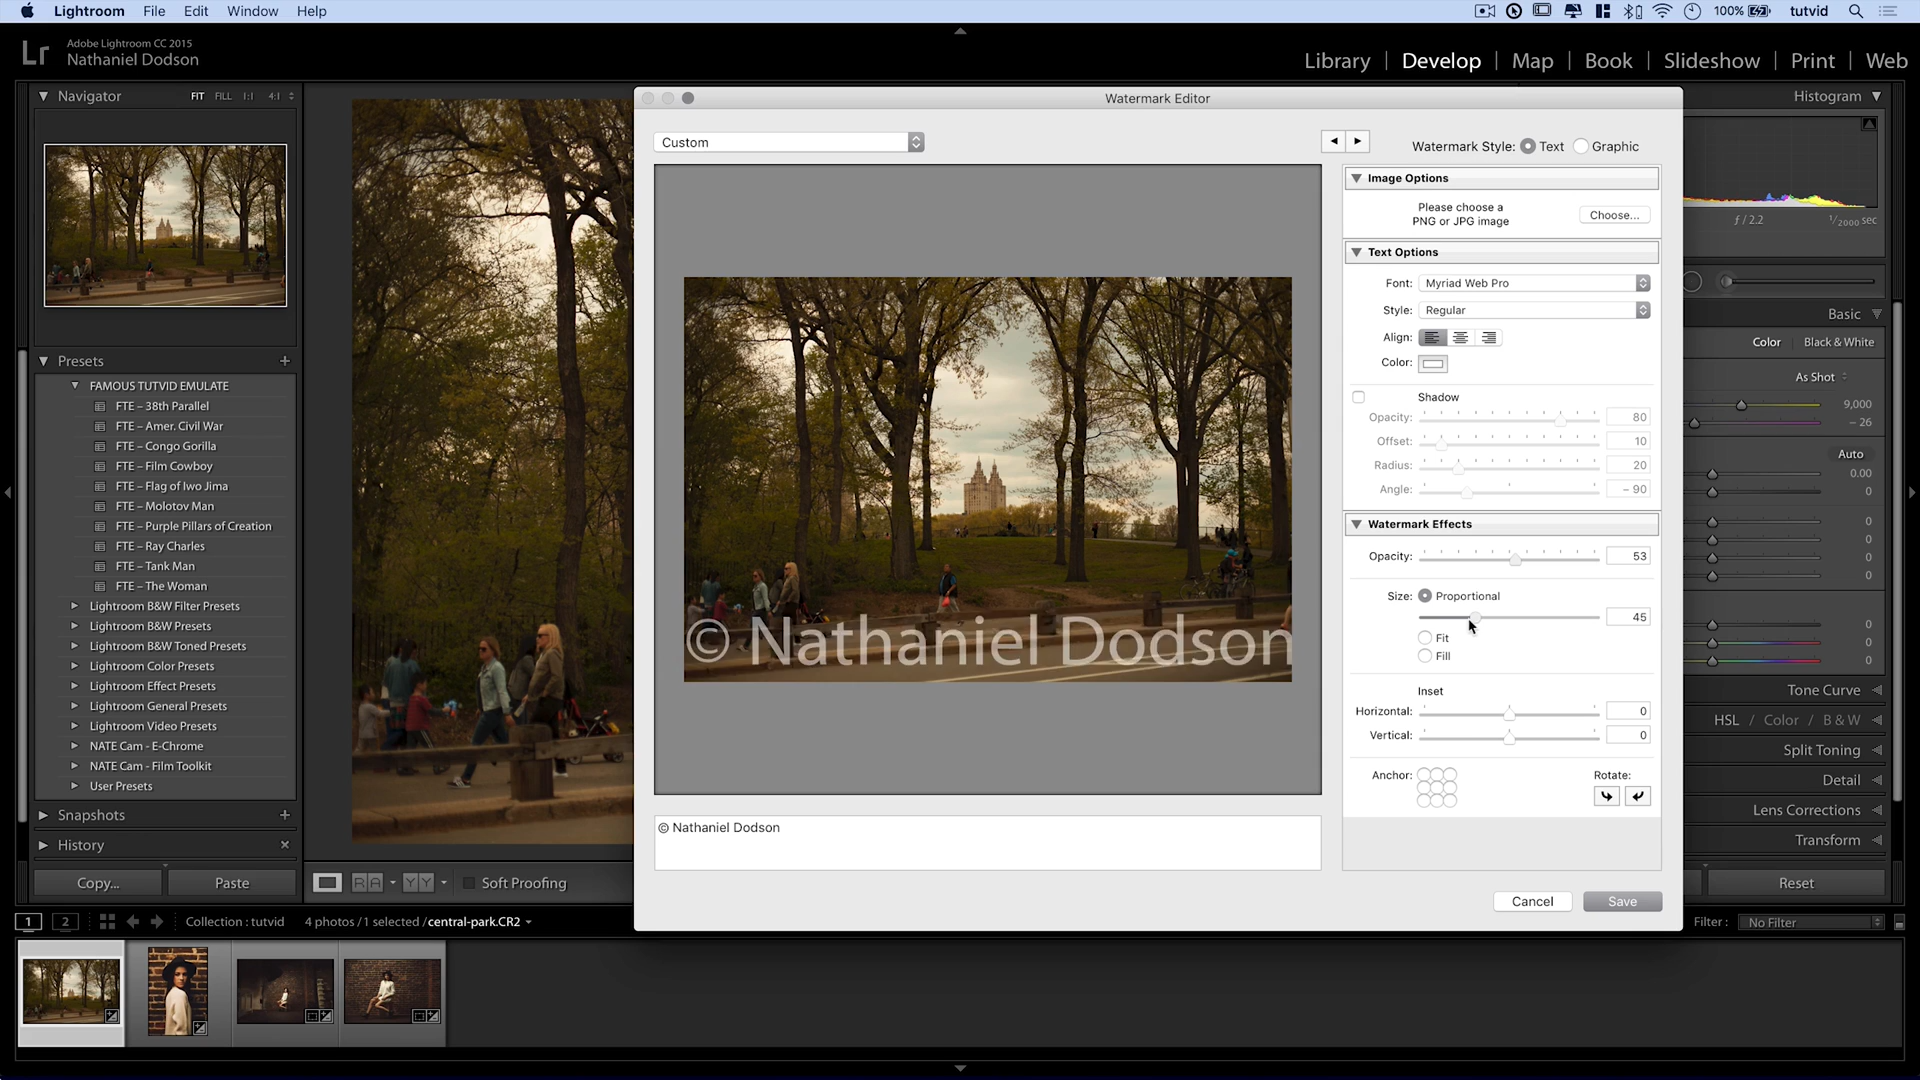 Lightroom File Edit Window Help
100% tutvid
Lr
Adobe Lightroom CC 2015
Nathaniel Dodson
Library | Develop | Map | Book | Slideshow | Print | Web
Navigator FIT FILL 1:1 4:1
Presets +
FAMOUS TUTVID EMULATE
FTE – 38th Parallel
FTE – Amer. Civil War
FTE – Congo Gorilla
FTE – Film Cowboy
FTE – Flag of Iwo Jima
FTE – Molotov Man
FTE – Purple Pillars of Creation
FTE – Ray Charles
FTE – Tank Man
FTE – The Woman
Lightroom B&W Filter Presets
Lightroom B&W Presets
Lightroom B&W Toned Presets
Lightroom Color Presets
Lightroom Effect Presets
Lightroom General Presets
Lightroom Video Presets
NATE Cam - E-Chrome
NATE Cam - Film Toolkit
User Presets
Snapshots +
History ×
Copy... Paste
Soft Proofing
Watermark Editor
Custom
Watermark Style: Text Graphic
Image Options
Please choose a
PNG or JPG image
Choose...
Text Options
Font: Myriad Web Pro
Style: Regular
Align:
Color:
Shadow
Opacity: 80
Offset: 10
Radius: 20
Angle: – 90
Watermark Effects
Opacity: 53
Size: Proportional
45
Fit
Fill
Inset
Horizontal: 0
Vertical: 0
Anchor: Rotate:
© Nathaniel Dodson
© Nathaniel Dodson
Cancel Save
Histogram
ƒ / 2.2 1/2000 sec
Basic
Color Black & White
As Shot
9,000
– 26
Auto
0.00
0
0
0
0
0
0
0
0
Tone Curve
HSL / Color / B & W
Split Toning
Detail
Lens Corrections
Transform
Reset
1 2 Collection : tutvid 4 photos / 1 selected / central-park.CR2
Filter : No Filter